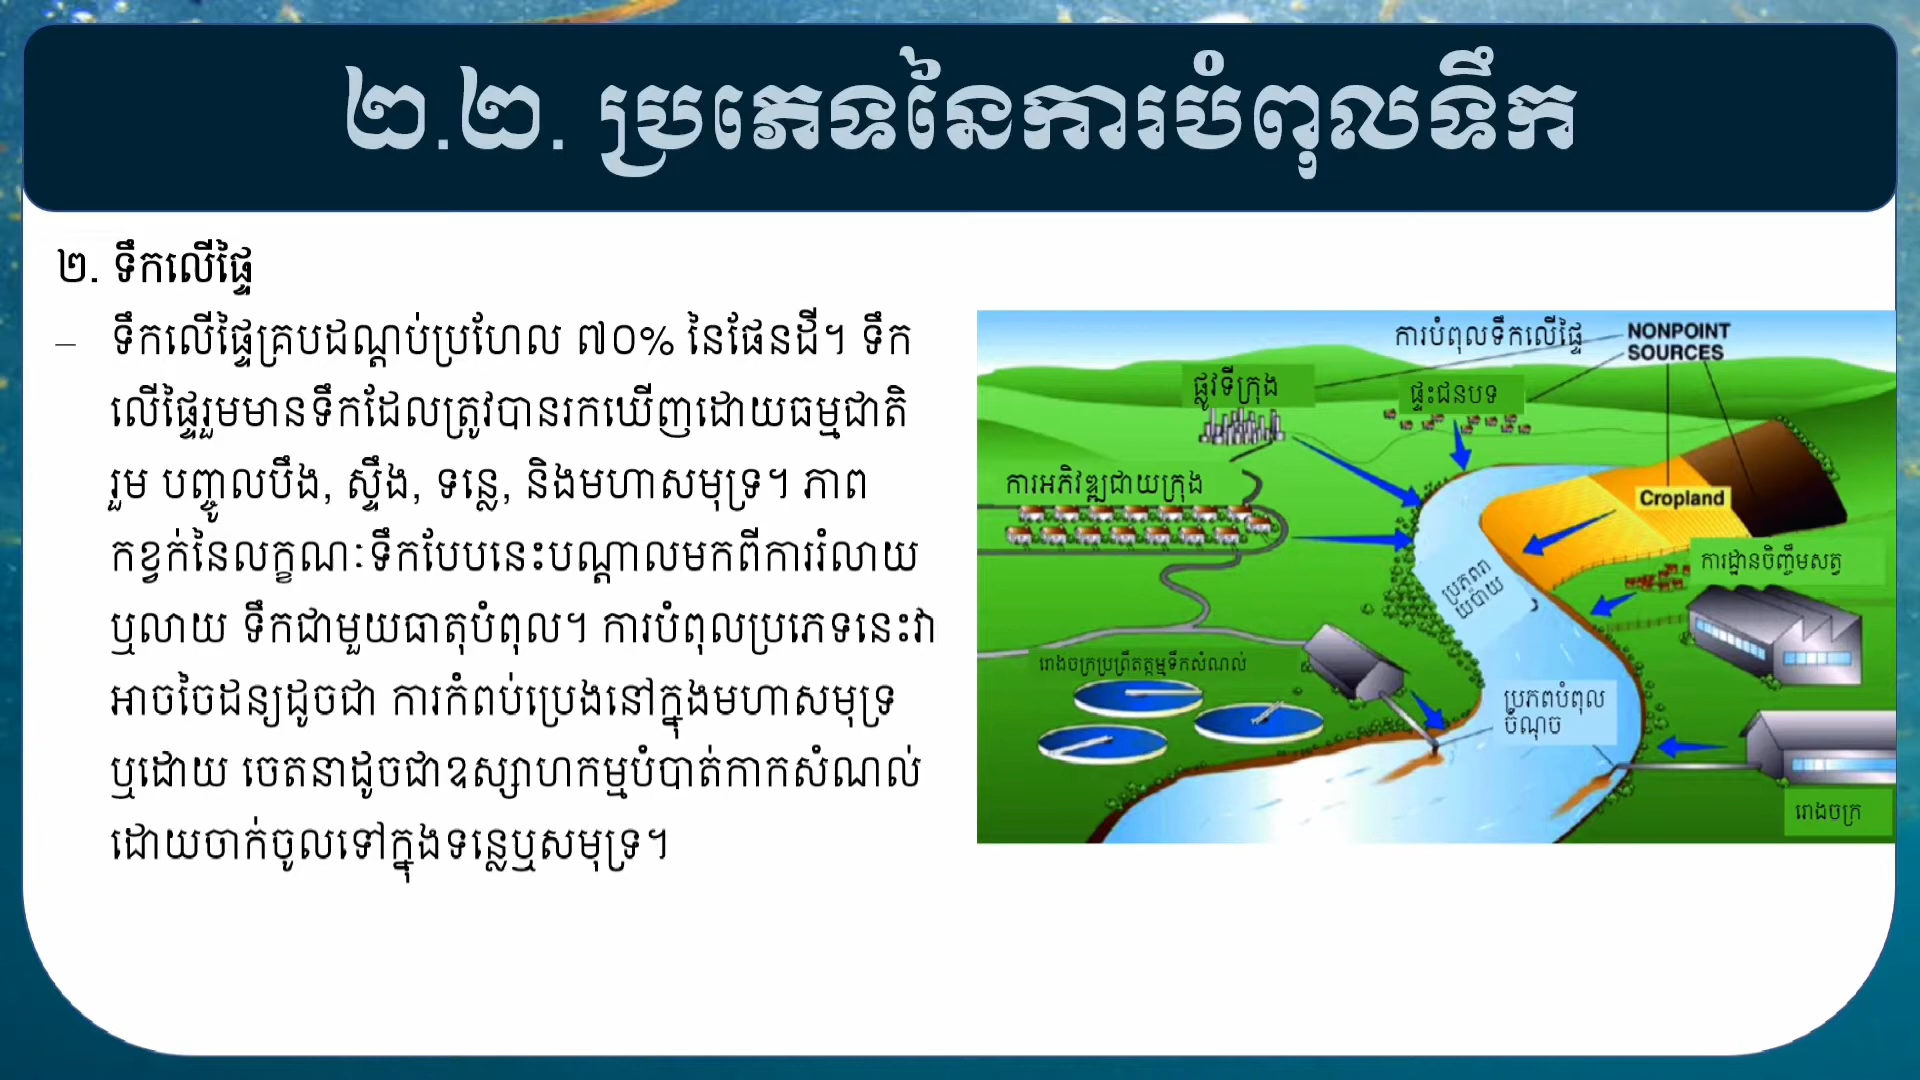 ២.២. ប្រភេទនៃការបំពុលទឹក
២. ទឹកលើផ្ទៃ
– ទឹកលើផ្ទៃគ្របដណ្តប់ប្រហែល ៧០% នៃផែនដី។ ទឹក
លើផ្ទៃរួមមានទឹកដែលត្រូវបានរកឃើញដោយធម្មជាតិ
រួម បញ្ចូលបឹង, ស្ទឹង, ទន្លេ, និងមហាសមុទ្រ។ ភាព
កខ្វក់នៃលក្ខណៈទឹកបែបនេះបណ្តាលមកពីការរំលាយ
ឬលាយ ទឹកជាមួយធាតុបំពុល។ ការបំពុលប្រភេទនេះវា
អាចចៃដន្យដូចជា ការកំពប់ប្រេងនៅក្នុងមហាសមុទ្រ
ឬដោយ ចេតនាដូចជាឧស្សាហកម្មបំបាត់កាកសំណល់
ដោយចាក់ចូលទៅក្នុងទន្លេឬសមុទ្រ។
ការបំពុលទឹកលើផ្ទៃ
NONPOINT
SOURCES
ផ្លូវទីក្រុង
ផ្ទះជនបទ
ការអភិវឌ្ឍជាយក្រុង
Cropland
ការដ្ឋានចិញ្ចឹមសត្វ
រោងចក្រប្រព្រឹតត្តកម្មទឹកសំណល់
ប្រភពបំពុល
ចំណុច
រោងចក្រ